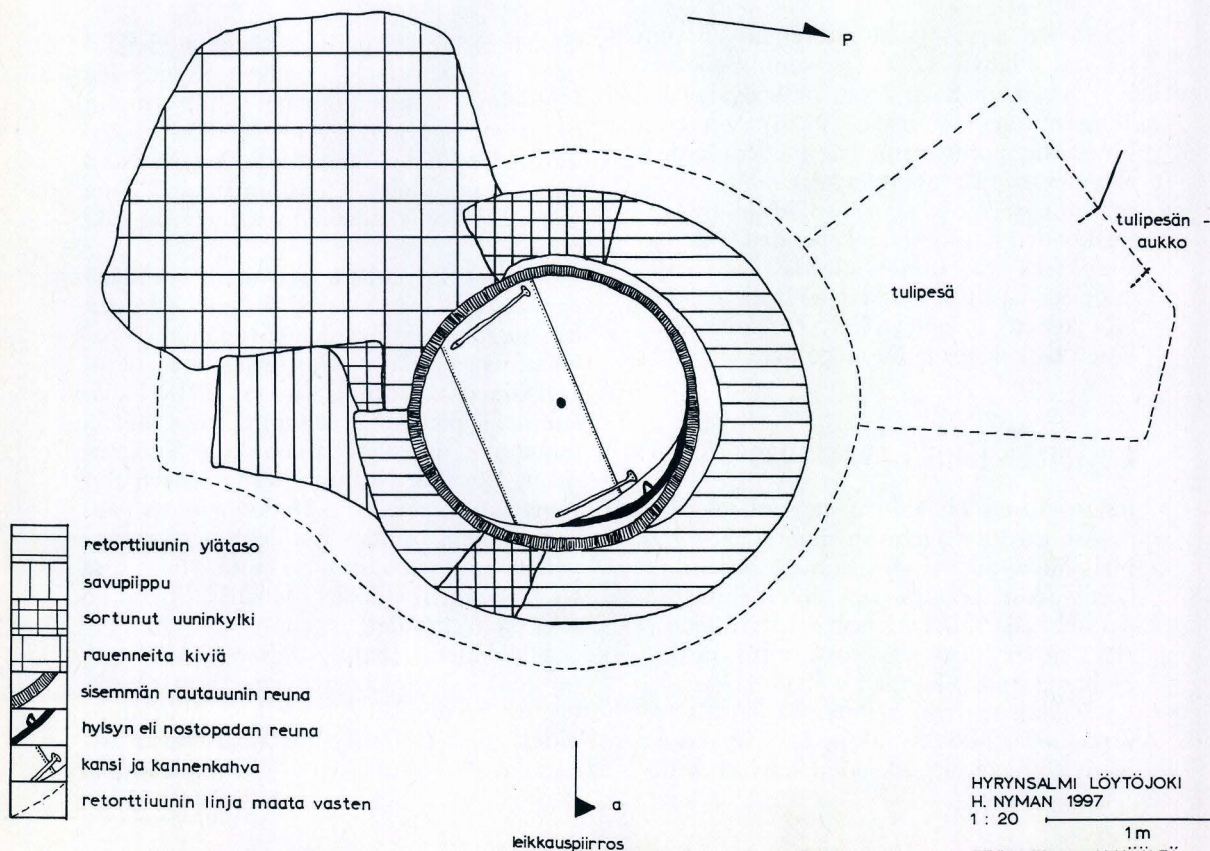 P
tulipesän
aukko
tulipesä
retorttiuunin ylätaso
savupiippu
sortunut uuninkylki
rauenneita kiviä
sisemmän rautauunin reuna
hylsyn eli nostopadan reuna
kansi ja kannenkahva
retorttiuunin linja maata vasten
a
leikkauspiirros
HYRYNSALMI LÖYTÖJOKI
H. NYMAN 1997
1 : 20
1 m